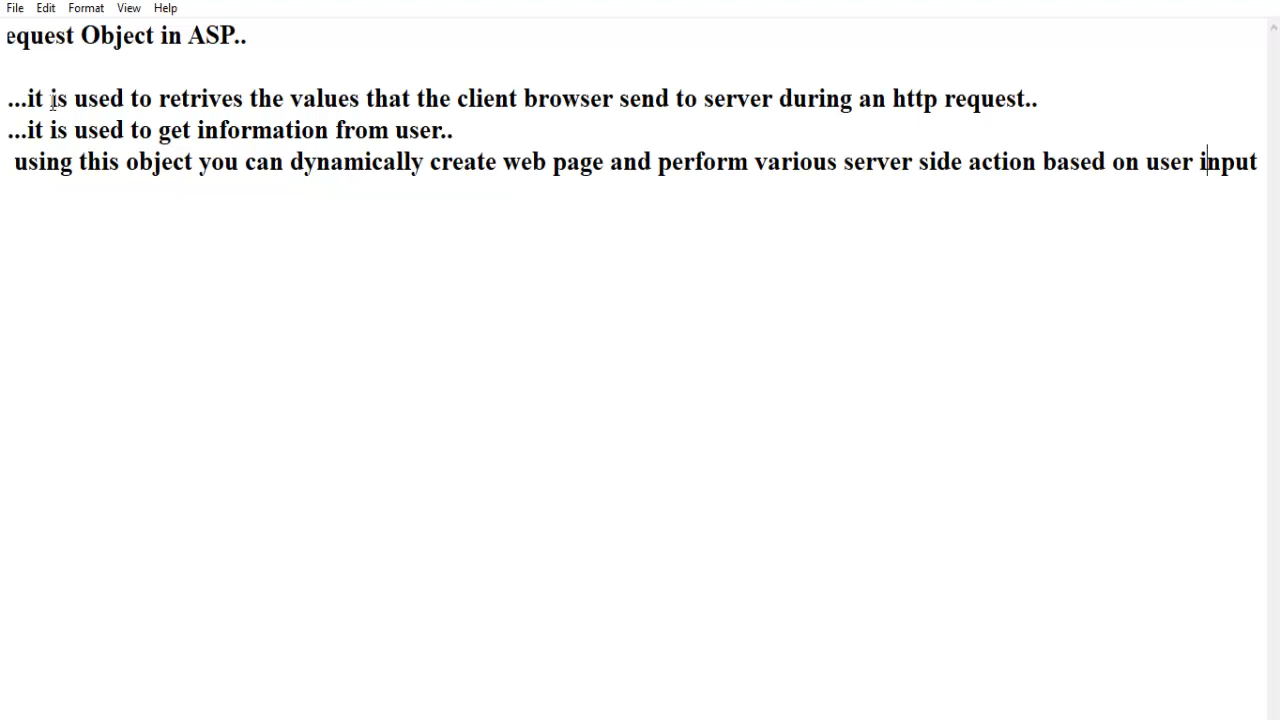 File Edit Format View Help
equest Object in ASP..
...it is used to retrives the values that the client browser send to server during an http request..
...it is used to get information from user..
using this object you can dynamically create web page and perform various server side action based on user input